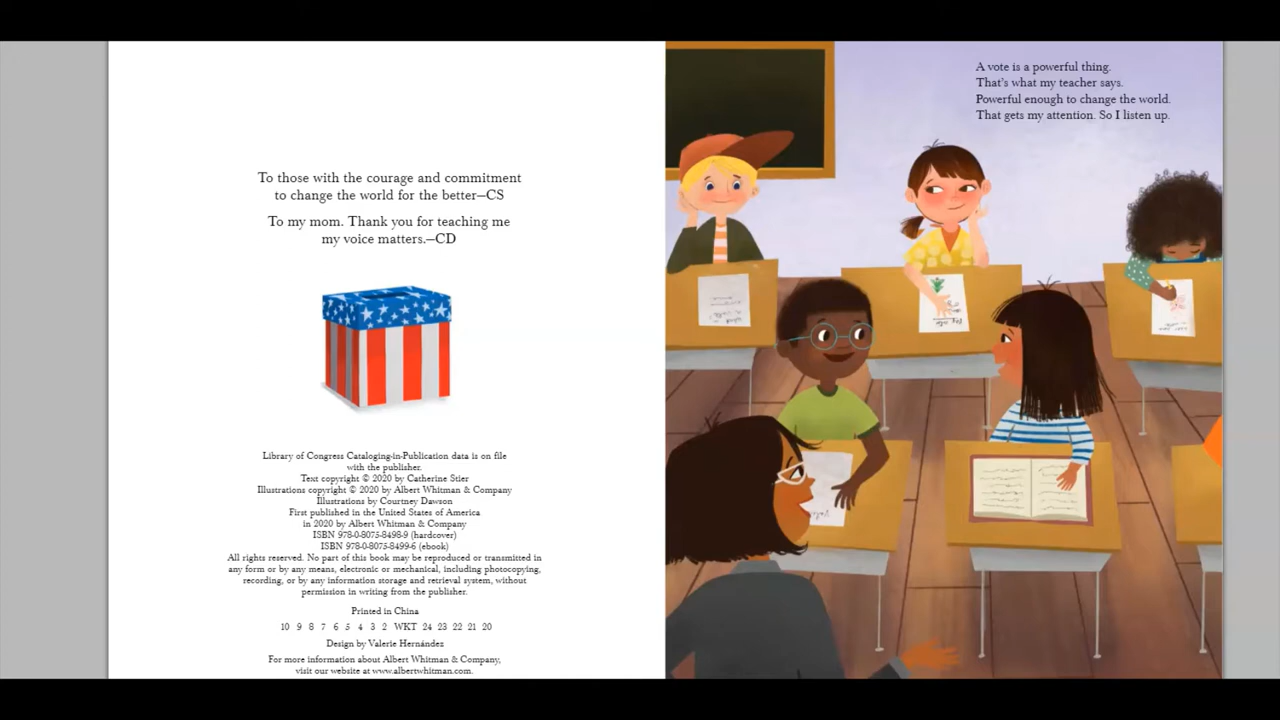 To those with the courage and commitment
to change the world for the better—CS
To my mom. Thank you for teaching me
my voice matters.—CD
Library of Congress Cataloging-in-Publication data is on file
with the publisher.
Text copyright © 2020 by Catherine Stier
Illustrations copyright © 2020 by Albert Whitman & Company
Illustrations by Courtney Dawson
First published in the United States of America
in 2020 by Albert Whitman & Company
ISBN 978-0-8075-8498-9 (hardcover)
ISBN 978-0-8075-8499-6 (ebook)
All rights reserved. No part of this book may be reproduced or transmitted in
any form or by any means, electronic or mechanical, including photocopying,
recording, or by any information storage and retrieval system, without
permission in writing from the publisher.
Printed in China
10 9 8 7 6 5 4 3 2 WKT 24 23 22 21 20
Design by Valerie Hernández
For more information about Albert Whitman & Company,
visit our website at www.albertwhitman.com.
A vote is a powerful thing.
That's what my teacher says.
Powerful enough to change the world.
That gets my attention. So I listen up.